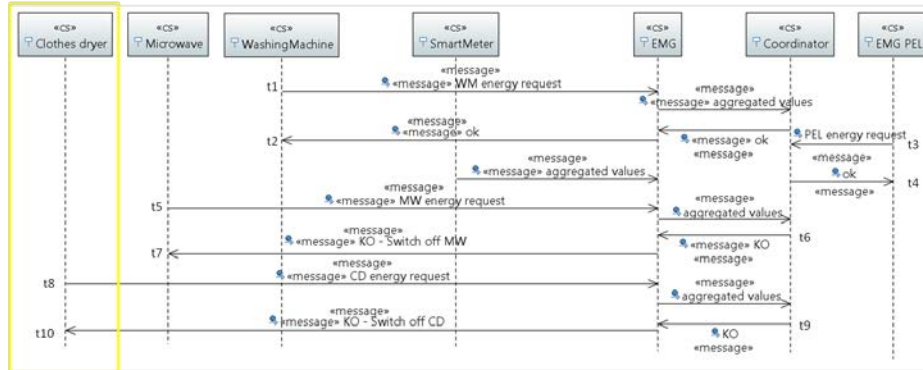 «cs» «cs» «cs» «cs» «cs» «cs» «cs»
Clothes dryer Microwave WashingMachine SmartMeter EMG Coordinator EMG PEL
«message»
t1 «message» WM energy request
«message»
«message» aggregated values
«message»
t2 «message» ok
«message» ok
«message»
PEL energy request
t3
«message»
«message» aggregated values
«message»
ok
«message»
t4
«message»
t5 «message» MW energy request
«message»
aggregated values
«message»
t7 «message» KO - Switch off MW
«message» KO
«message»
t6
«message»
t8 «message» CD energy request
«message»
aggregated values
«message»
t10 «message» KO - Switch off CD
t9
KO
«message»